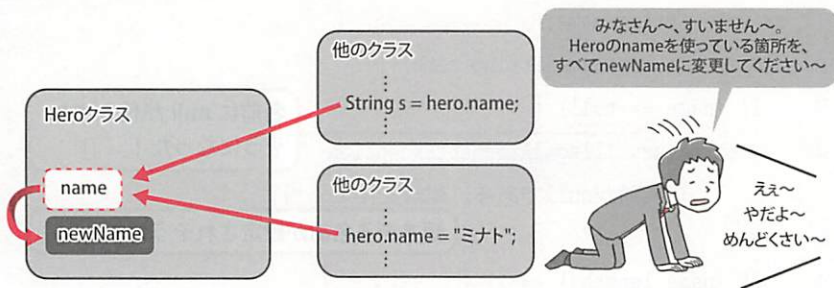 Heroクラス
name
newName
他のクラス
⋮
String s = hero.name;
⋮
他のクラス
⋮
hero.name = "ミナト";
⋮
みなさん〜、すいません〜。
Heroのnameを使っている箇所を、
すべてnewNameに変更してください〜
えぇ〜
やだよ〜
めんどくさい〜